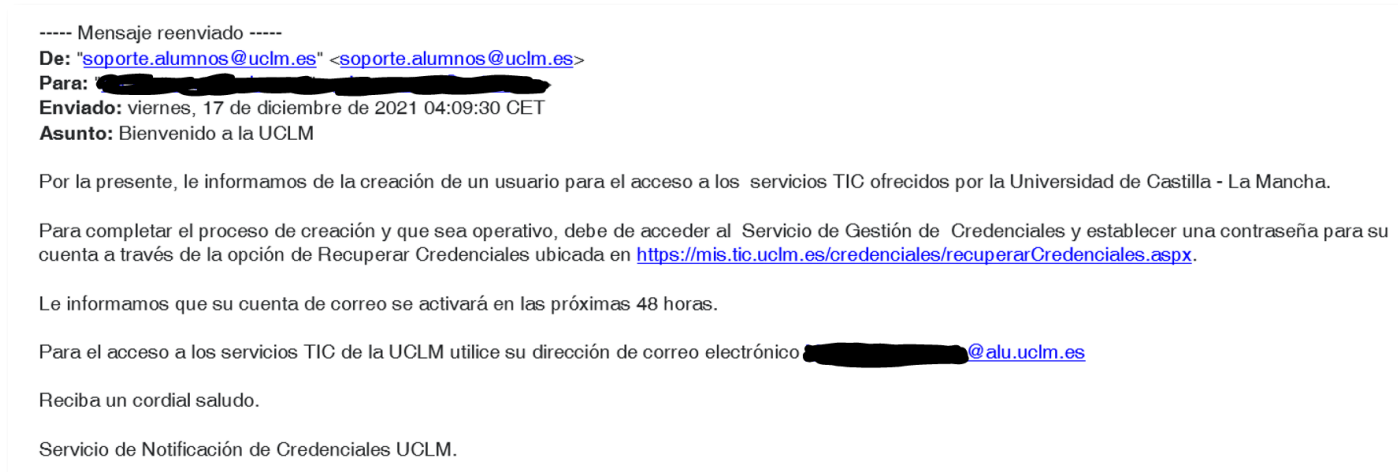 ----- Mensaje reenviado -----
De: "soporte.alumnos@uclm.es" <soporte.alumnos@uclm.es>
Para: "
Enviado: viernes, 17 de diciembre de 2021 04:09:30 CET
Asunto: Bienvenido a la UCLM
Por la presente, le informamos de la creación de un usuario para el acceso a los servicios TIC ofrecidos por la Universidad de Castilla - La Mancha.
Para completar el proceso de creación y que sea operativo, debe de acceder al Servicio de Gestión de Credenciales y establecer una contraseña para su
cuenta a través de la opción de Recuperar Credenciales ubicada en https://mis.tic.uclm.es/credenciales/recuperarCredenciales.aspx.
Le informamos que su cuenta de correo se activará en las próximas 48 horas.
Para el acceso a los servicios TIC de la UCLM utilice su dirección de correo electrónico @alu.uclm.es
Reciba un cordial saludo.
Servicio de Notificación de Credenciales UCLM.